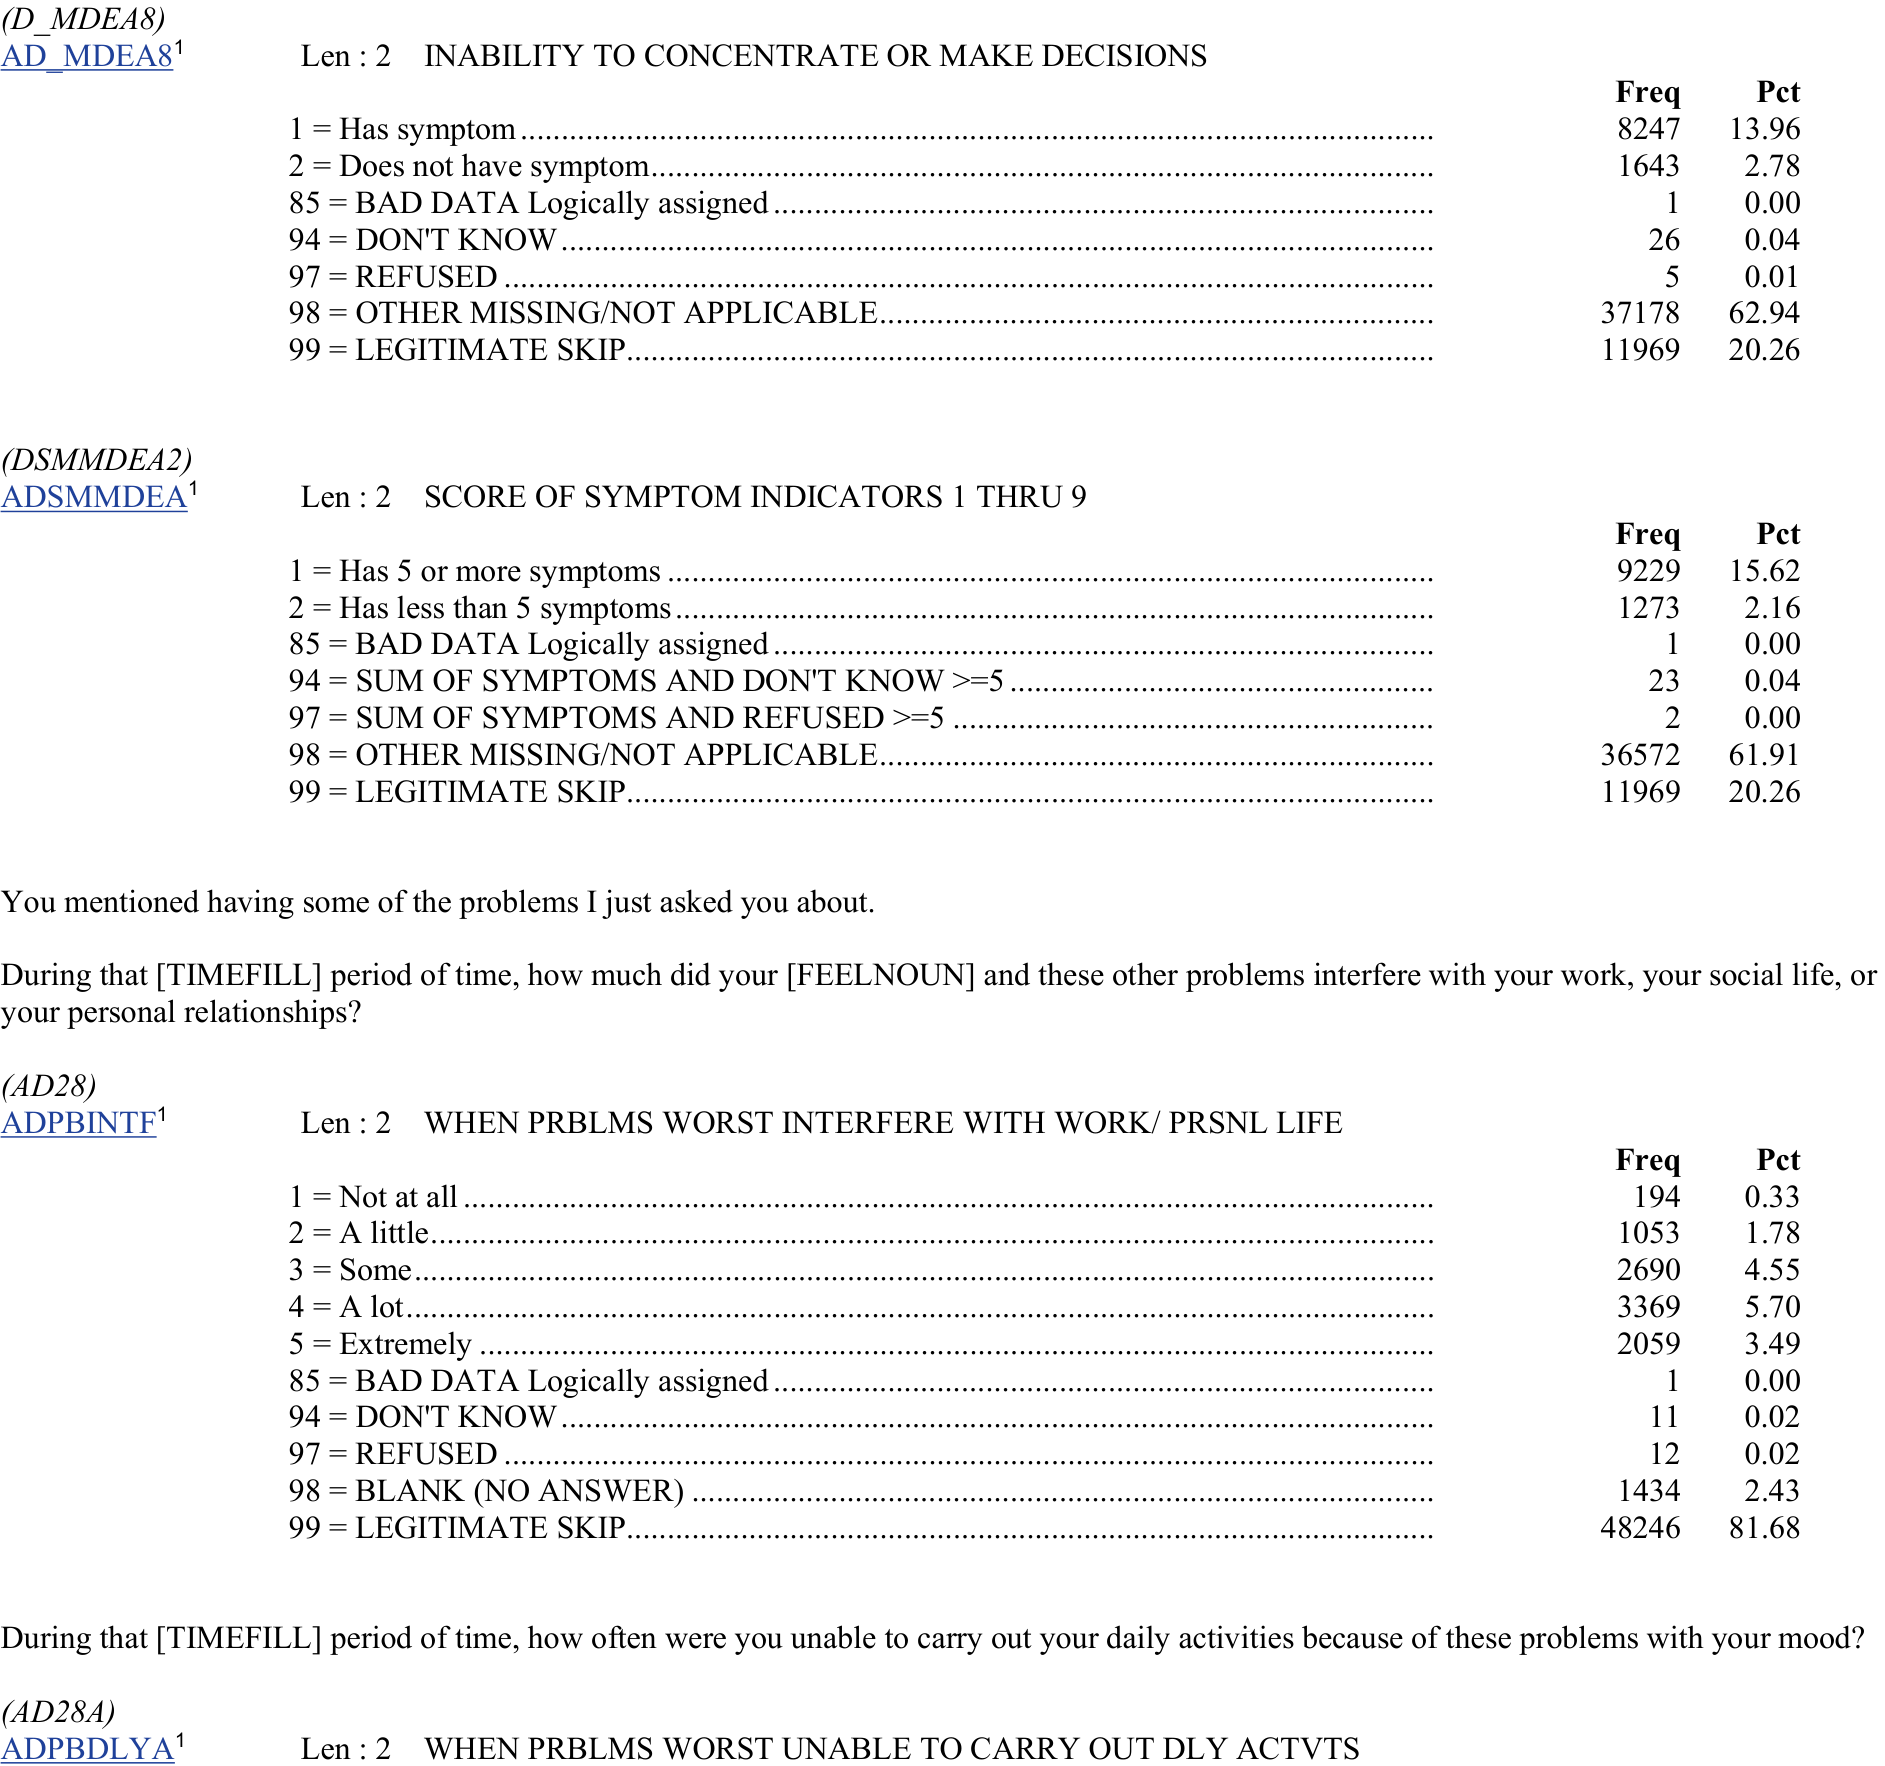 (D_MDEA8)
AD_MDEA8¹ Len : 2 INABILITY TO CONCENTRATE OR MAKE DECISIONS
Freq Pct
1 = Has symptom ........ 8247 13.96
2 = Does not have symptom ........ 1643 2.78
85 = BAD DATA Logically assigned ........ 1 0.00
94 = DON'T KNOW ........ 26 0.04
97 = REFUSED ........ 5 0.01
98 = OTHER MISSING/NOT APPLICABLE ........ 37178 62.94
99 = LEGITIMATE SKIP ........ 11969 20.26
(DSMMDEA2)
ADSMMDEA¹ Len : 2 SCORE OF SYMPTOM INDICATORS 1 THRU 9
Freq Pct
1 = Has 5 or more symptoms ........ 9229 15.62
2 = Has less than 5 symptoms ........ 1273 2.16
85 = BAD DATA Logically assigned ........ 1 0.00
94 = SUM OF SYMPTOMS AND DON'T KNOW >=5 ........ 23 0.04
97 = SUM OF SYMPTOMS AND REFUSED >=5 ........ 2 0.00
98 = OTHER MISSING/NOT APPLICABLE ........ 36572 61.91
99 = LEGITIMATE SKIP ........ 11969 20.26
You mentioned having some of the problems I just asked you about.
During that [TIMEFILL] period of time, how much did your [FEELNOUN] and these other problems interfere with your work, your social life, or
your personal relationships?
(AD28)
ADPBINTF¹ Len : 2 WHEN PRBLMS WORST INTERFERE WITH WORK/ PRSNL LIFE
Freq Pct
1 = Not at all ........ 194 0.33
2 = A little ........ 1053 1.78
3 = Some ........ 2690 4.55
4 = A lot ........ 3369 5.70
5 = Extremely ........ 2059 3.49
85 = BAD DATA Logically assigned ........ 1 0.00
94 = DON'T KNOW ........ 11 0.02
97 = REFUSED ........ 12 0.02
98 = BLANK (NO ANSWER) ........ 1434 2.43
99 = LEGITIMATE SKIP ........ 48246 81.68
During that [TIMEFILL] period of time, how often were you unable to carry out your daily activities because of these problems with your mood?
(AD28A)
ADPBDLYA¹ Len : 2 WHEN PRBLMS WORST UNABLE TO CARRY OUT DLY ACTVTS